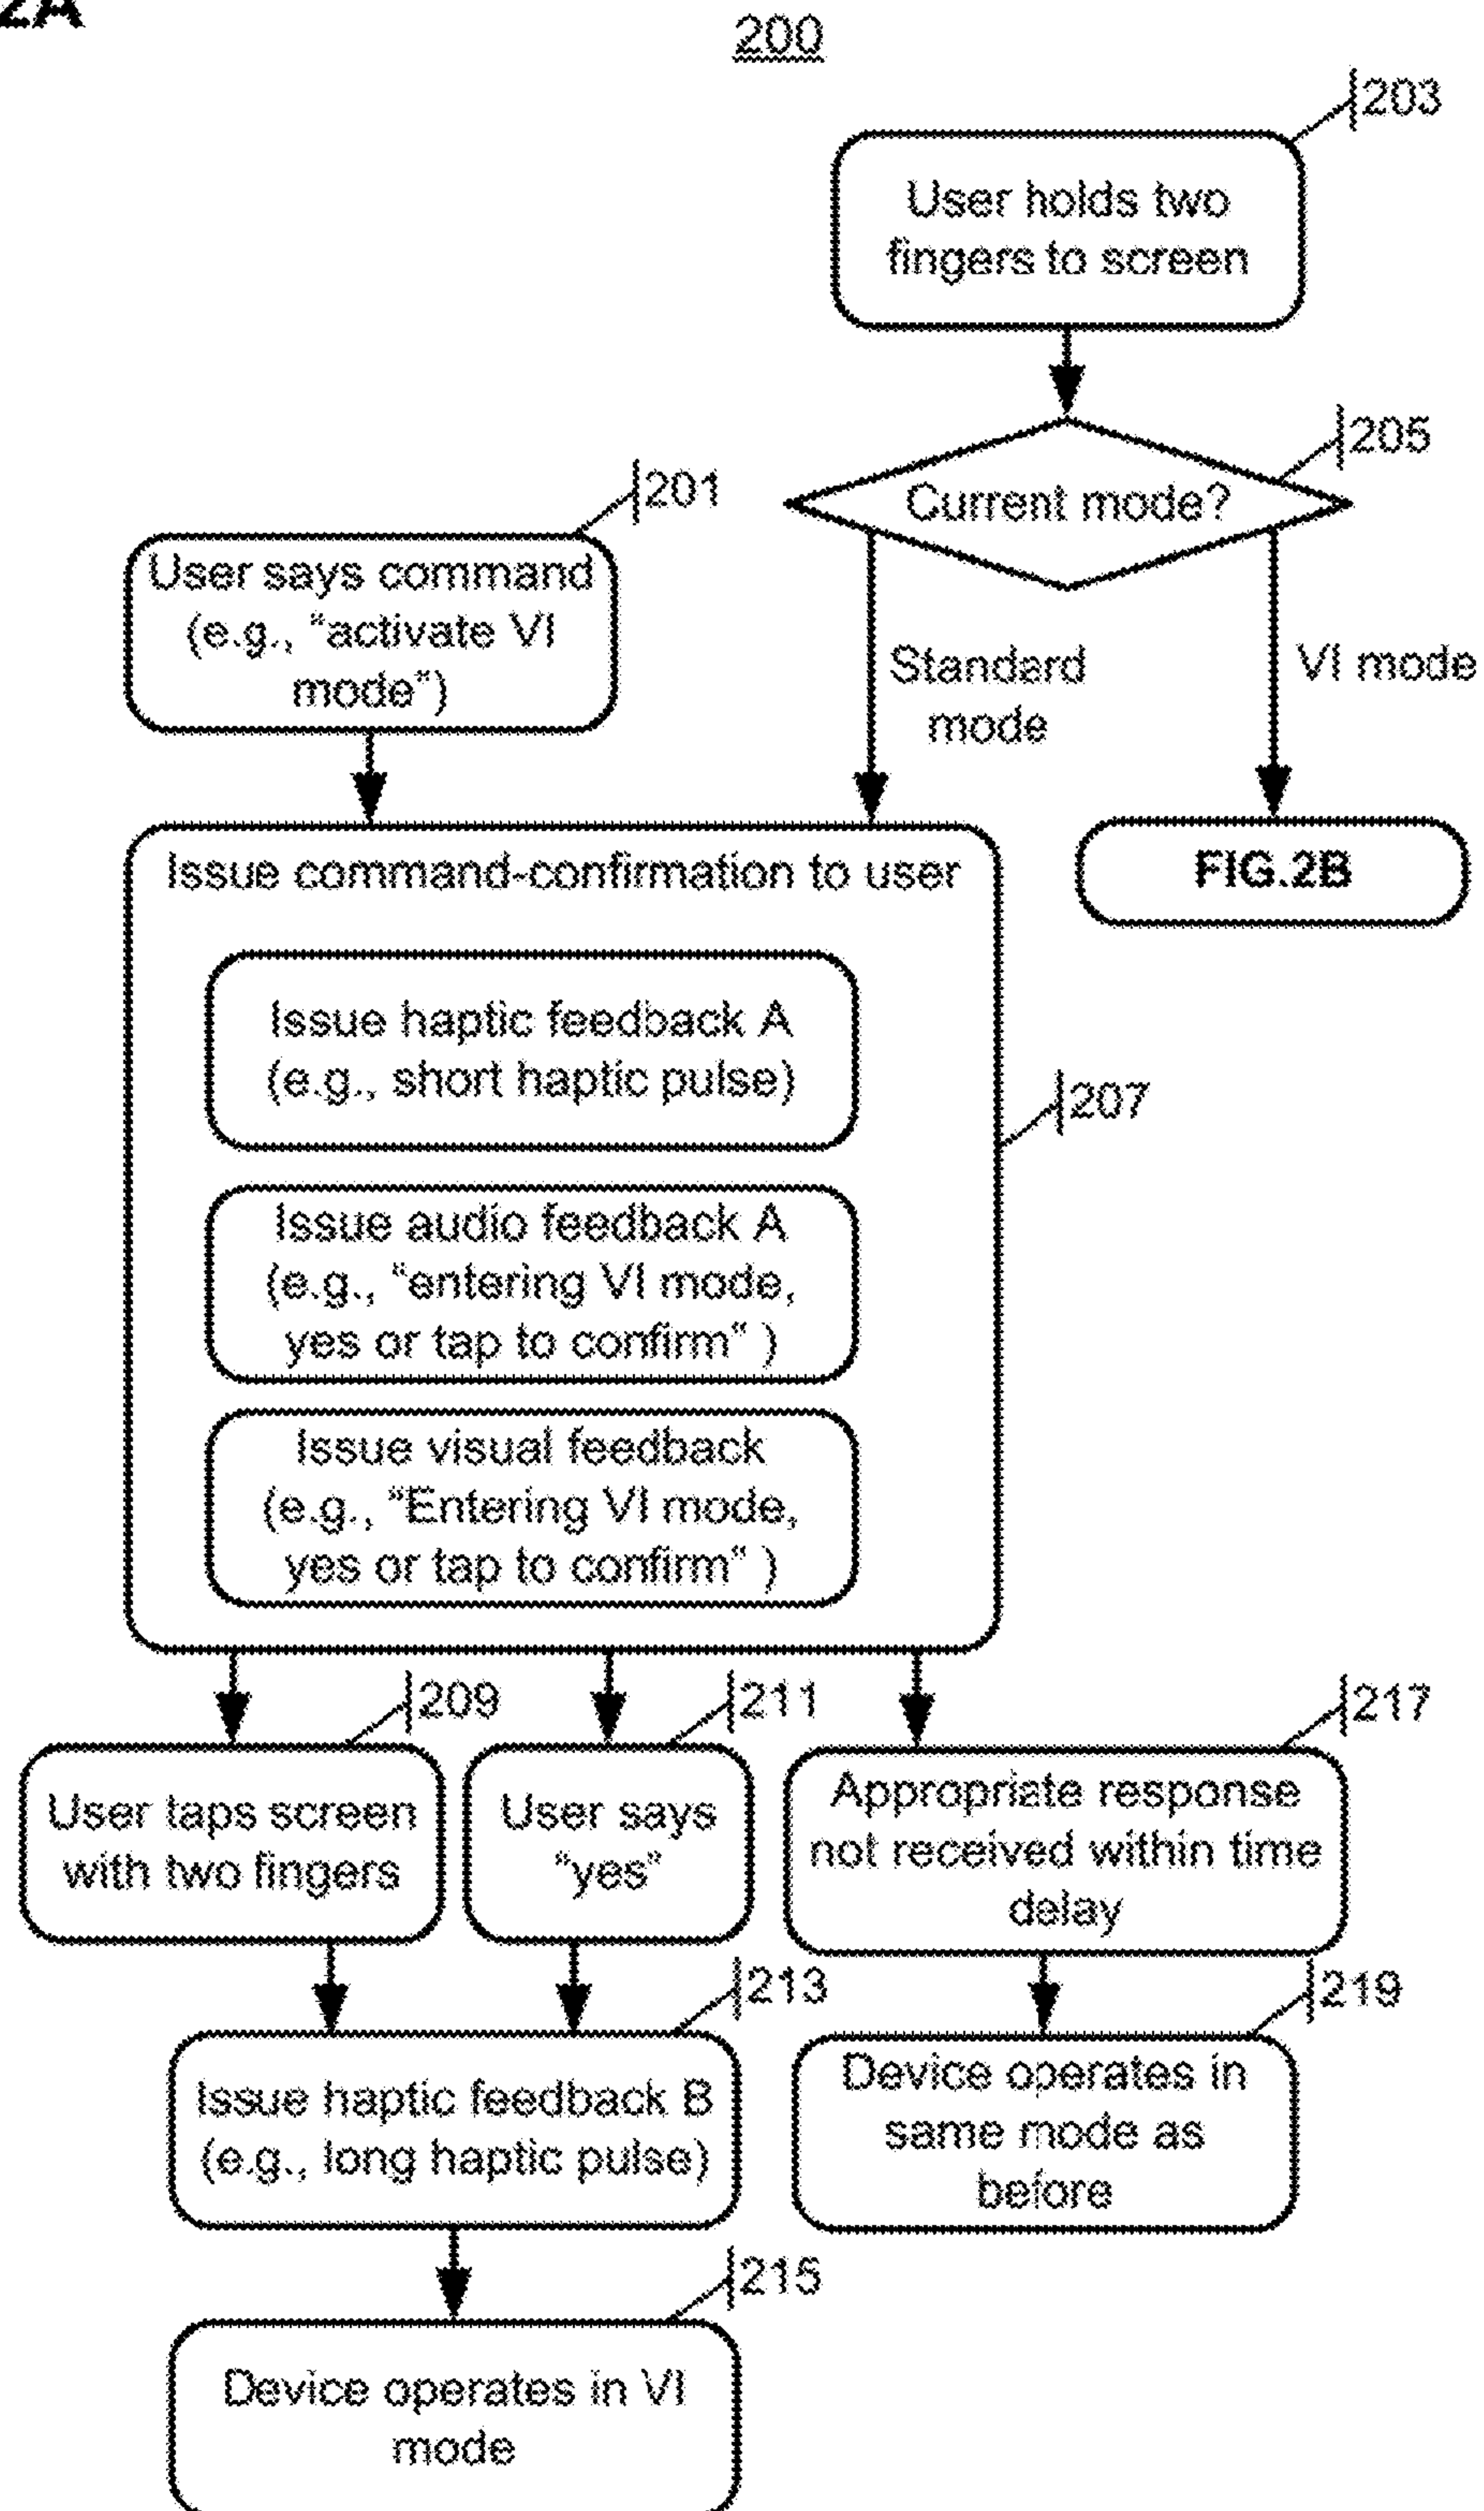 2A
200
203
User holds two
fingers to screen
205
Current mode?
201
User says command
(e.g., “activate VI
mode“)
Standard
mode
VI mode
Issue command-confirmation to user
FIG.2B
Issue haptic feedback A
(e.g., short haptic pulse)
207
Issue audio feedback A
(e.g., “entering VI mode,
yes or tap to confirm“ )
Issue visual feedback
(e.g., “Entering VI mode,
yes or tap to confirm“ )
209
211
217
User taps screen
with two fingers
User says
“yes”
Appropriate response
not received within time
delay
213
219
Issue haptic feedback B
(e.g., long haptic pulse)
Device operates in
same mode as
before
215
Device operates in VI
mode